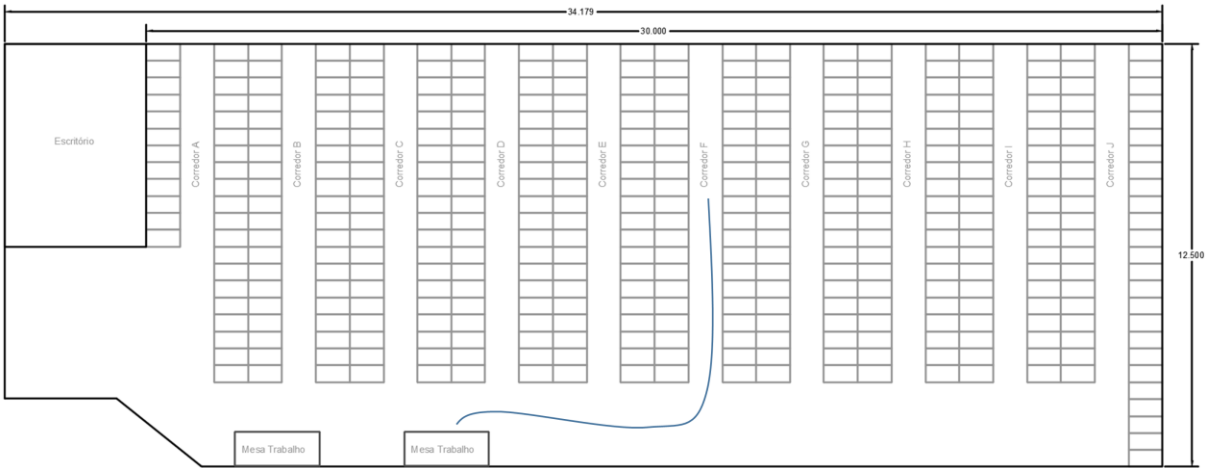 34.179
30.000
Escritório
Corredor A
Corredor B
Corredor C
Corredor D
Corredor E
Corredor F
Corredor G
Corredor H
Corredor I
Corredor J
12.500
Mesa Trabalho
Mesa Trabalho